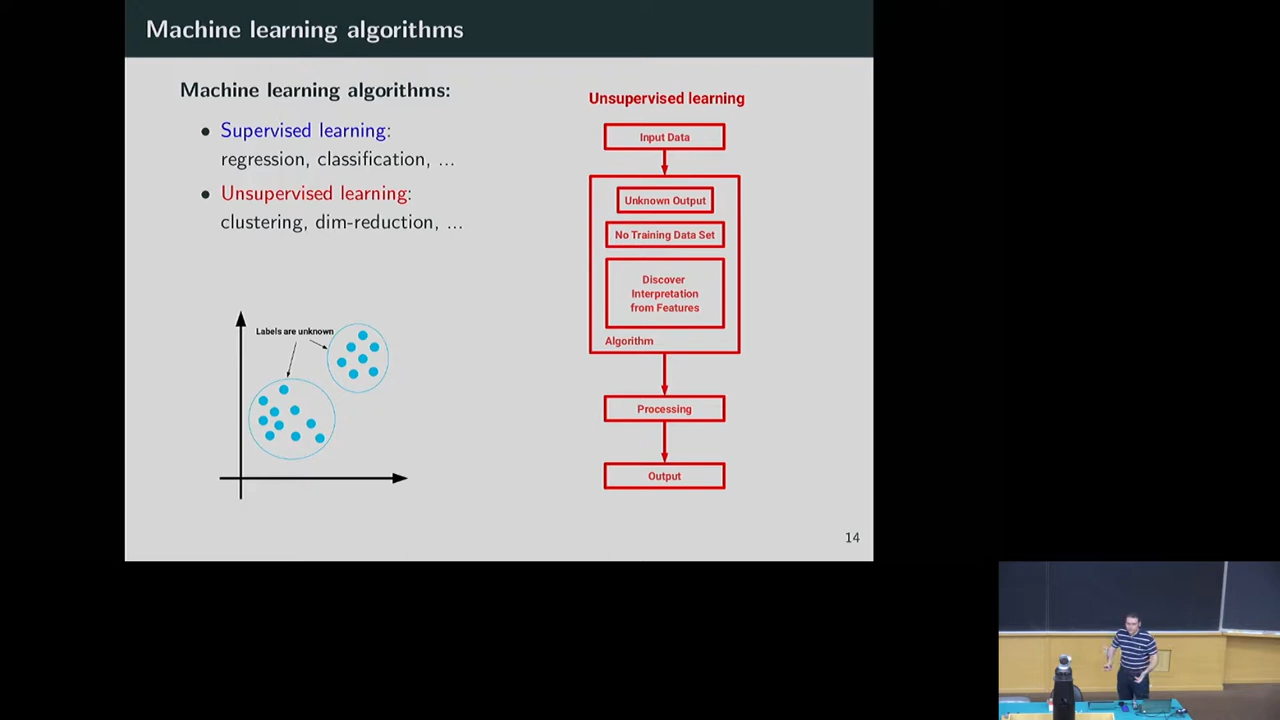 Machine learning algorithms
Machine learning algorithms:
• Supervised learning:
regression, classification, ...
• Unsupervised learning:
clustering, dim-reduction, ...
Labels are unknown
Unsupervised learning
Input Data
Unknown Output
No Training Data Set
Discover
Interpretation
from Features
Algorithm
Processing
Output
14